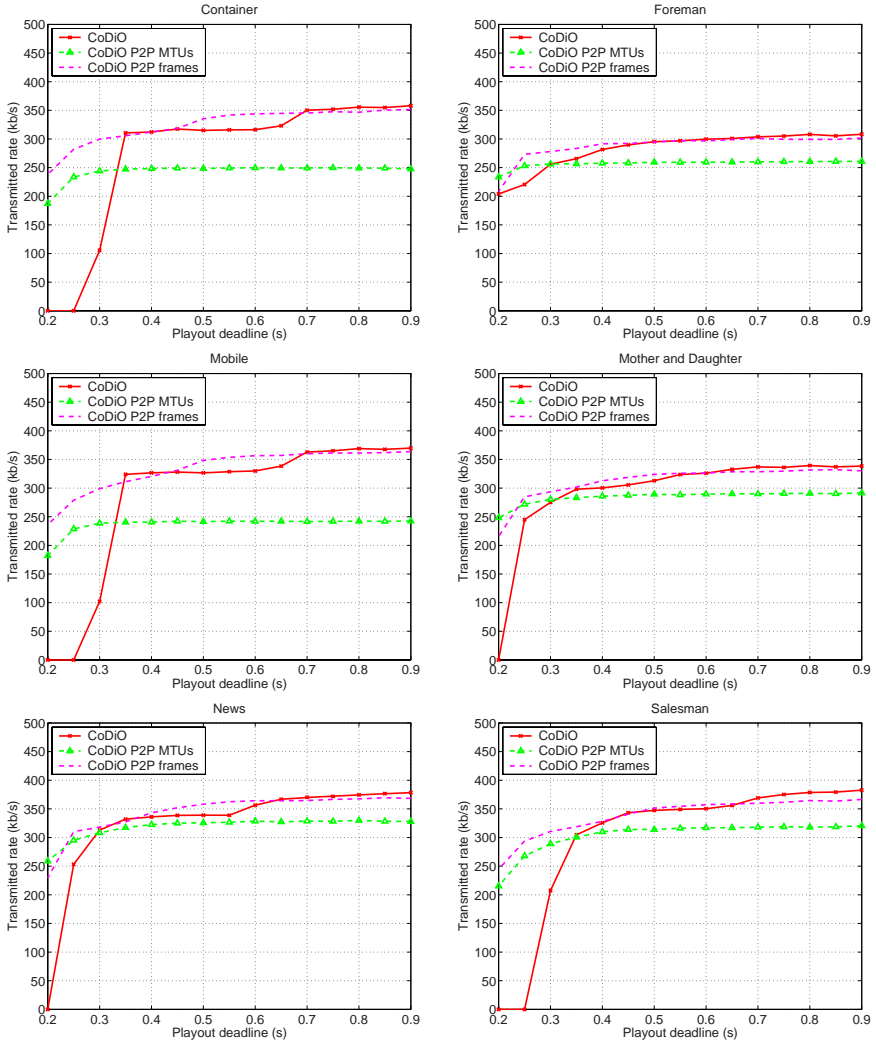 Container
500
450
400
350
300
250
200
150
100
50
0
Transmitted rate (kb/s)
CoDiO
CoDiO P2P MTUs
CoDiO P2P frames
0.2 0.3 0.4 0.5 0.6 0.7 0.8 0.9
Playout deadline (s)
Foreman
500
450
400
350
300
250
200
150
100
50
0
Transmitted rate (kb/s)
CoDiO
CoDiO P2P MTUs
CoDiO P2P frames
0.2 0.3 0.4 0.5 0.6 0.7 0.8 0.9
Playout deadline (s)
Mobile
500
450
400
350
300
250
200
150
100
50
0
Transmitted rate (kb/s)
CoDiO
CoDiO P2P MTUs
CoDiO P2P frames
0.2 0.3 0.4 0.5 0.6 0.7 0.8 0.9
Playout deadline (s)
Mother and Daughter
500
450
400
350
300
250
200
150
100
50
0
Transmitted rate (kb/s)
CoDiO
CoDiO P2P MTUs
CoDiO P2P frames
0.2 0.3 0.4 0.5 0.6 0.7 0.8 0.9
Playout deadline (s)
News
500
450
400
350
300
250
200
150
100
50
0
Transmitted rate (kb/s)
CoDiO
CoDiO P2P MTUs
CoDiO P2P frames
0.2 0.3 0.4 0.5 0.6 0.7 0.8 0.9
Playout deadline (s)
Salesman
500
450
400
350
300
250
200
150
100
50
0
Transmitted rate (kb/s)
CoDiO
CoDiO P2P MTUs
CoDiO P2P frames
0.2 0.3 0.4 0.5 0.6 0.7 0.8 0.9
Playout deadline (s)